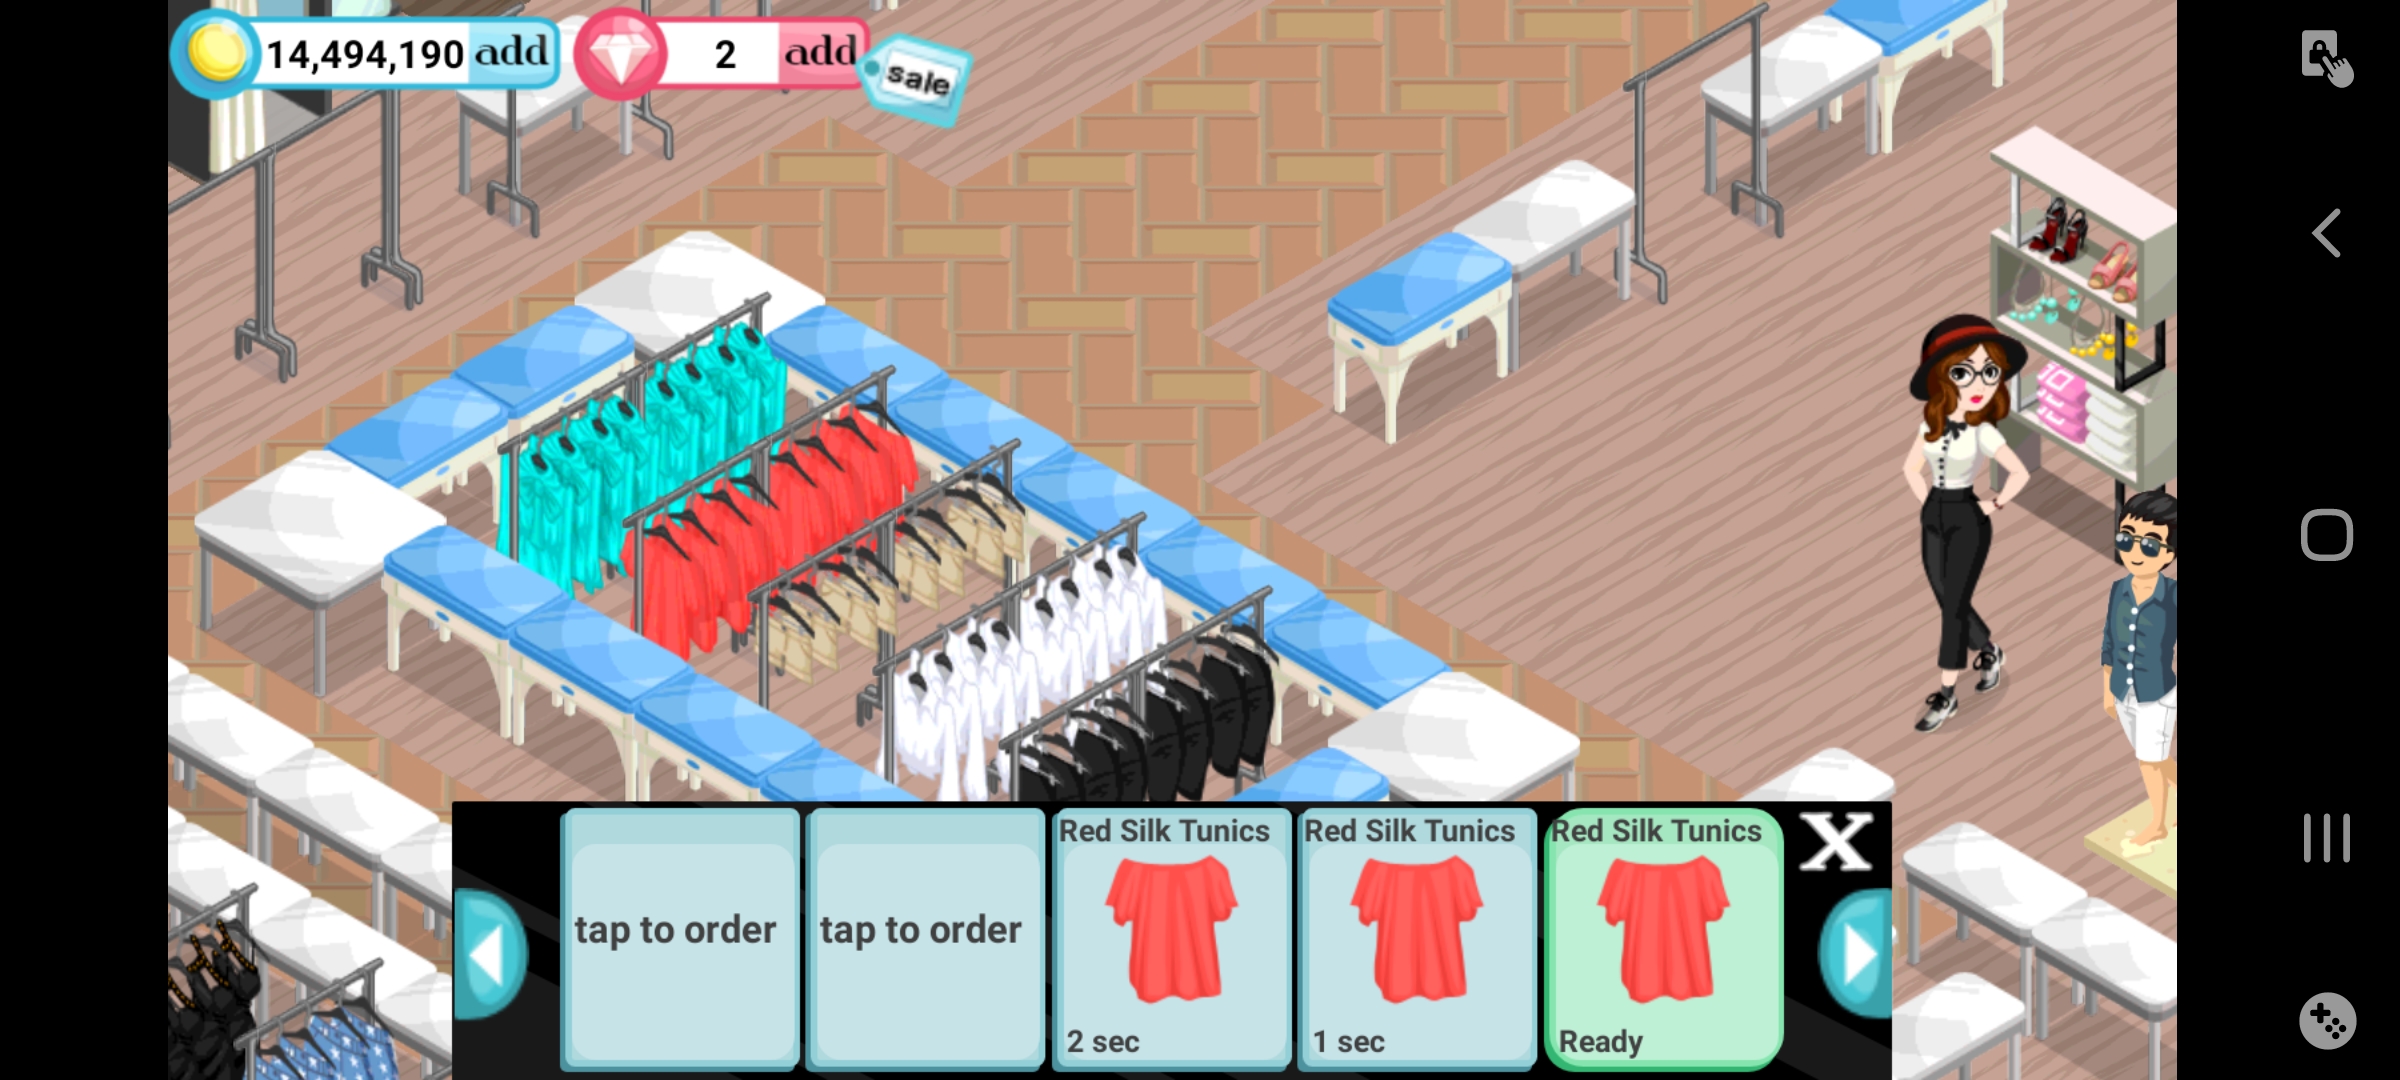 14,494,190 add
2 add
sale
tap to order
tap to order
Red Silk Tunics
2 sec
Red Silk Tunics
1 sec
Red Silk Tunics
Ready
X